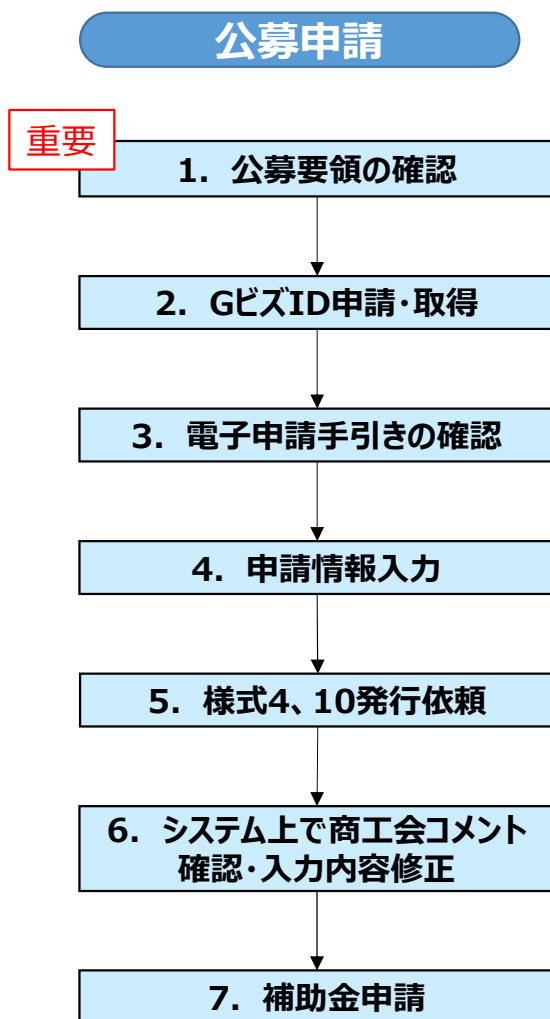 公募申請
重要
1. 公募要領の確認
2. GビズID申請・取得
3. 電子申請手引きの確認
4. 申請情報入力
5. 様式4、10発行依頼
6. システム上で商工会コメント
確認・入力内容修正
7. 補助金申請